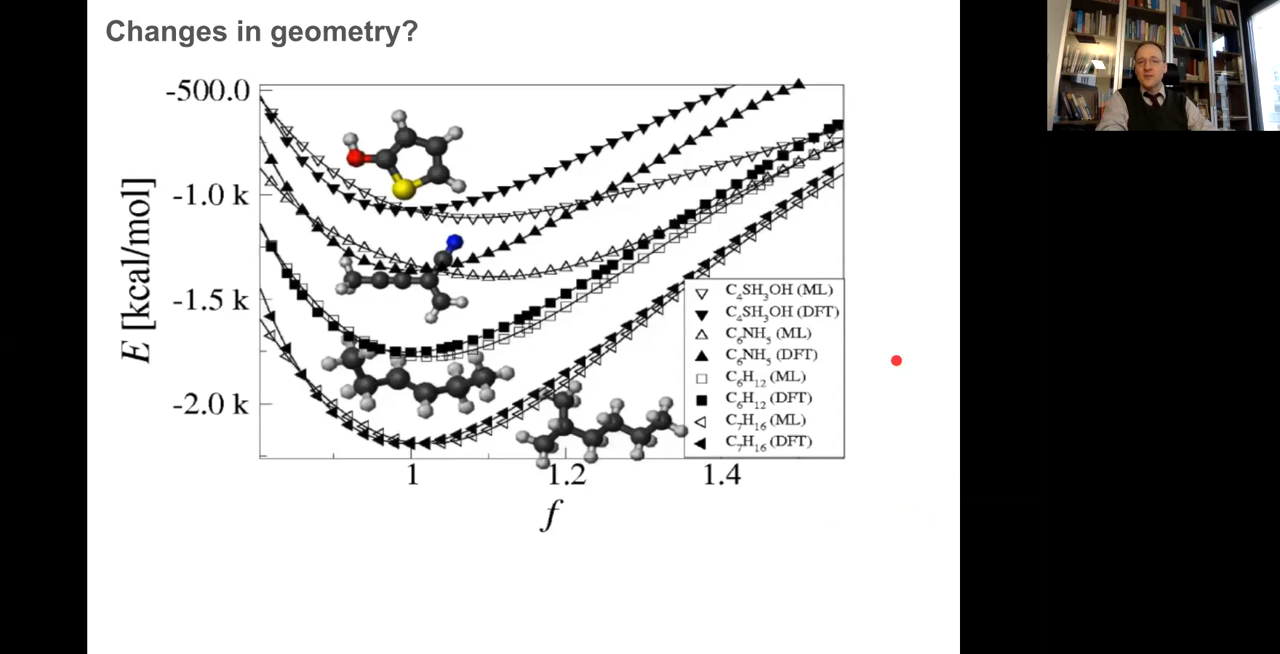 Changes in geometry?
-500.0
-1.0 k
-1.5 k
-2.0 k
E [kcal/mol]
1
1.2
1.4
f
C₄SH₃OH (ML)
C₄SH₃OH (DFT)
C₆NH₅ (ML)
C₆NH₅ (DFT)
C₆H₁₂ (ML)
C₆H₁₂ (DFT)
C₇H₁₆ (ML)
C₇H₁₆ (DFT)